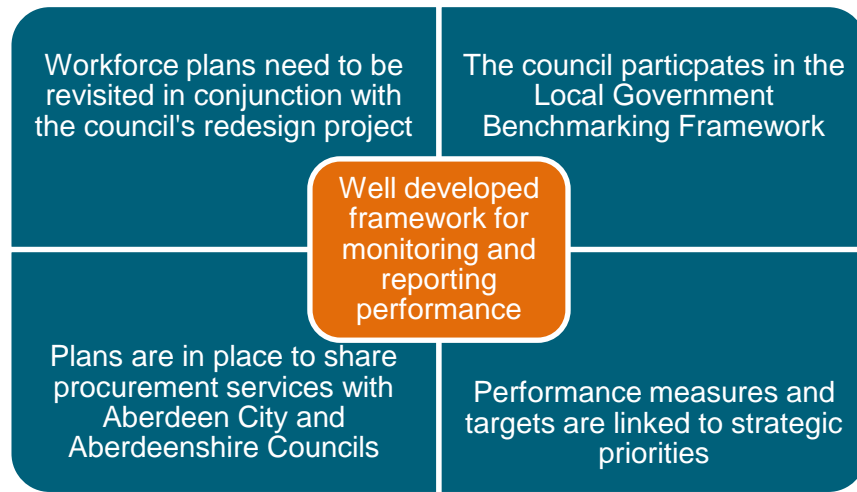 Workforce plans need to be
revisited in conjunction with
the council's redesign project
The council particpates in the
Local Government
Benchmarking Framework
Well developed
framework for
monitoring and
reporting
performance
Plans are in place to share
procurement services with
Aberdeen City and
Aberdeenshire Councils
Performance measures and
targets are linked to strategic
priorities